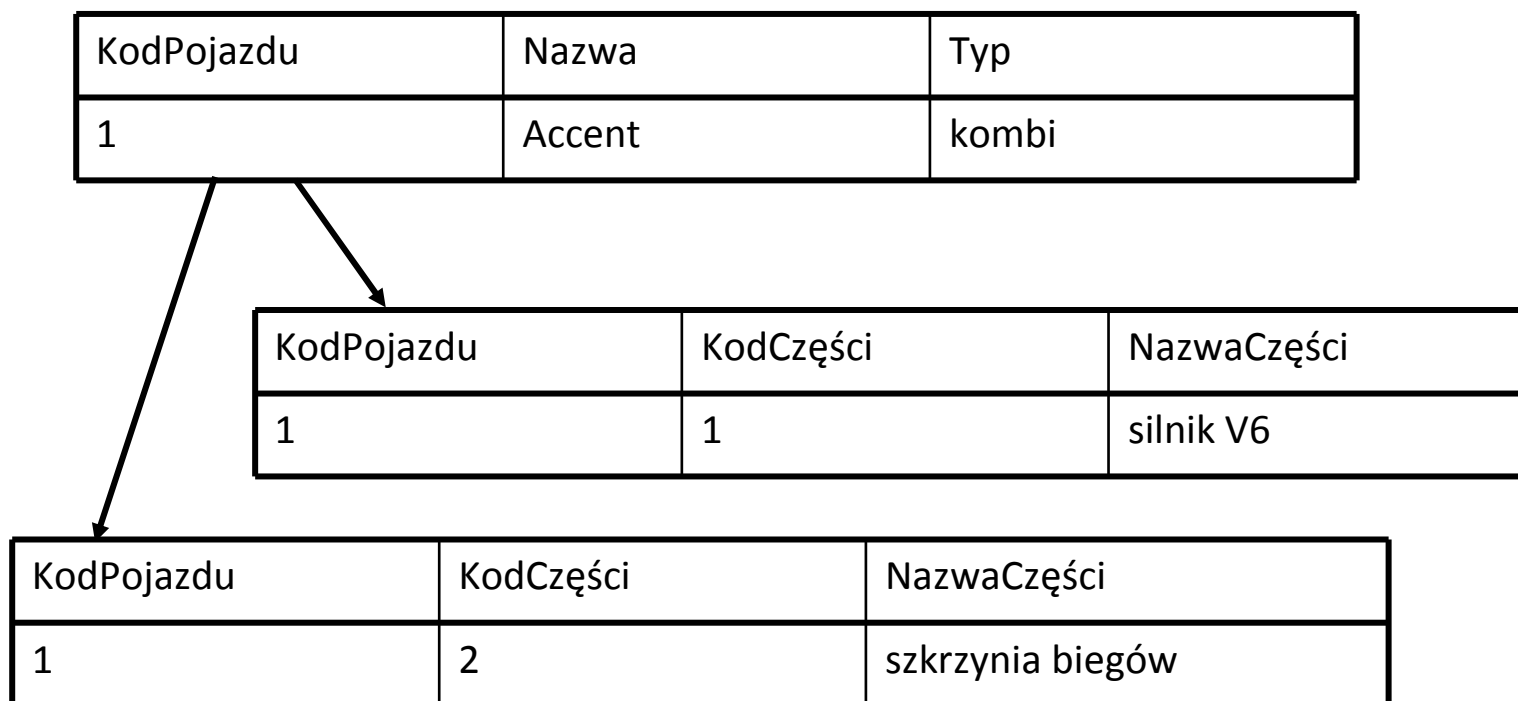 KodPojazdu Nazwa Typ
1 Accent kombi
KodPojazdu KodCzęści NazwaCzęści
1 1 silnik V6
KodPojazdu KodCzęści NazwaCzęści
1 2 szkrzynia biegów